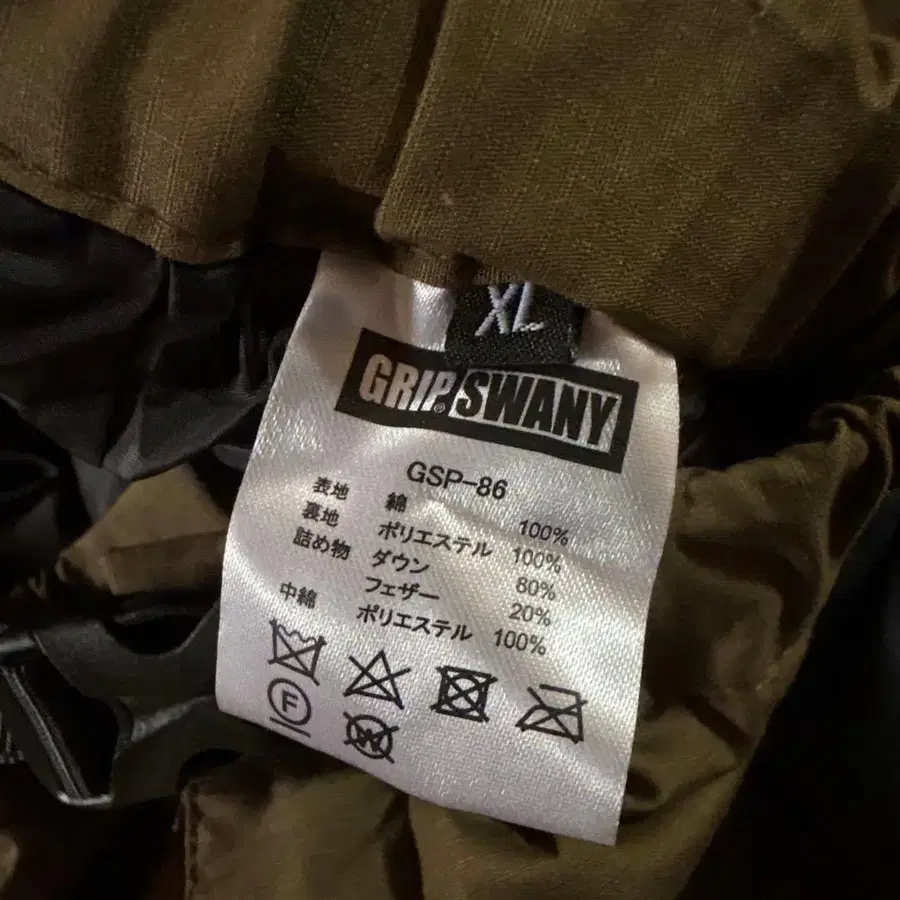 XL
GRIP® SWANY
GSP-86
表地 綿 100%
裏地 ポリエステル 100%
詰め物 ダウン 80%
フェザー 20%
中綿 ポリエステル 100%
F
W